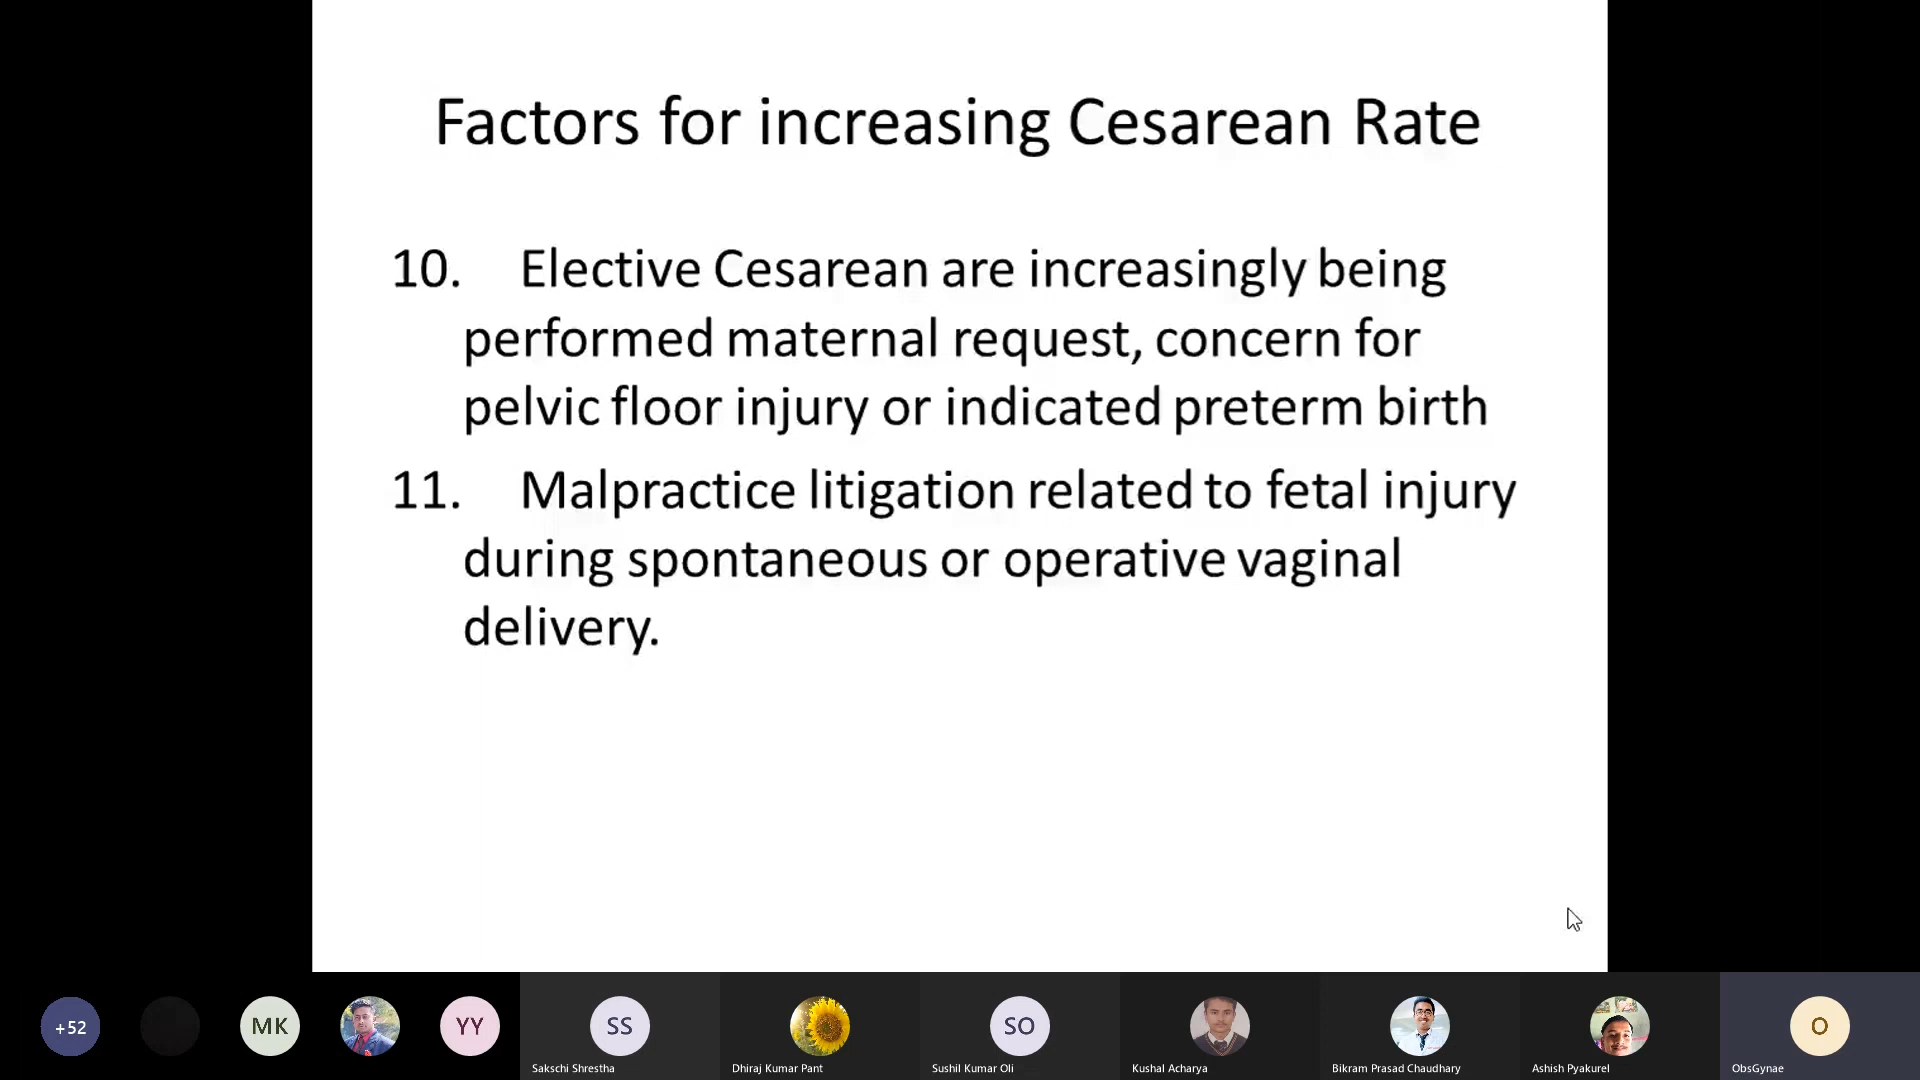 Factors for increasing Cesarean Rate
10. Elective Cesarean are increasingly being
performed maternal request, concern for
pelvic floor injury or indicated preterm birth
11. Malpractice litigation related to fetal injury
during spontaneous or operative vaginal
delivery.
+52
MK
YY
SS
SO
O
Sakschi Shrestha
Dhiraj Kumar Pant
Sushil Kumar Oli
Kushal Acharya
Bikram Prasad Chaudhary
Ashish Pyakurel
ObsGynae